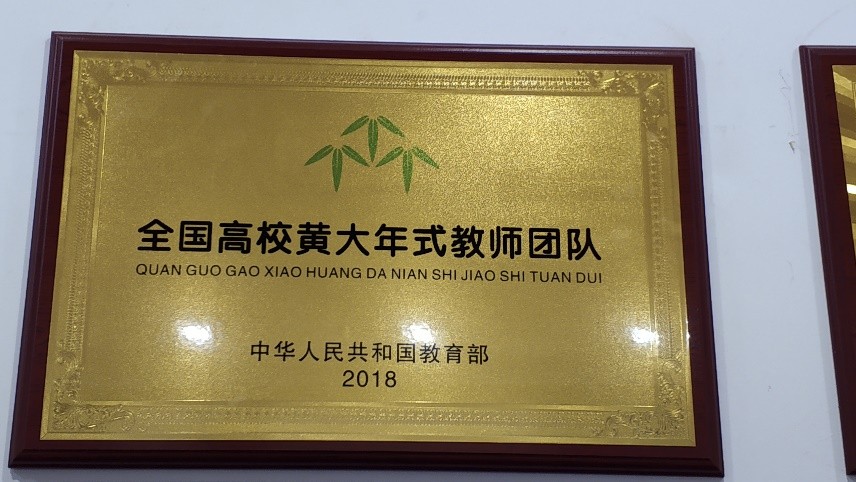 全国高校黄大年式教师团队
QUAN GUO GAO XIAO HUANG DA NIAN SHI JIAO SHI TUAN DUI
中华人民共和国教育部
2018